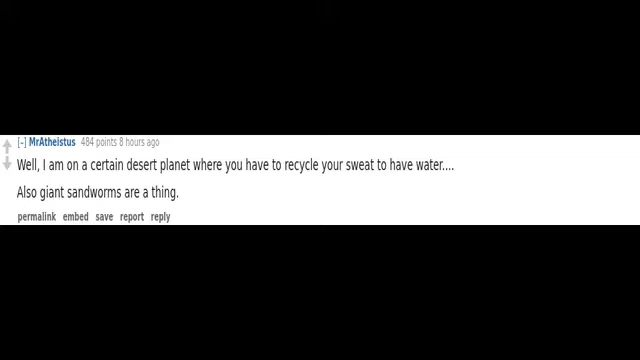 [–] MrAtheistus 484 points 8 hours ago
Well, I am on a certain desert planet where you have to recycle your sweat to have water....
Also giant sandworms are a thing.
permalink embed save report reply